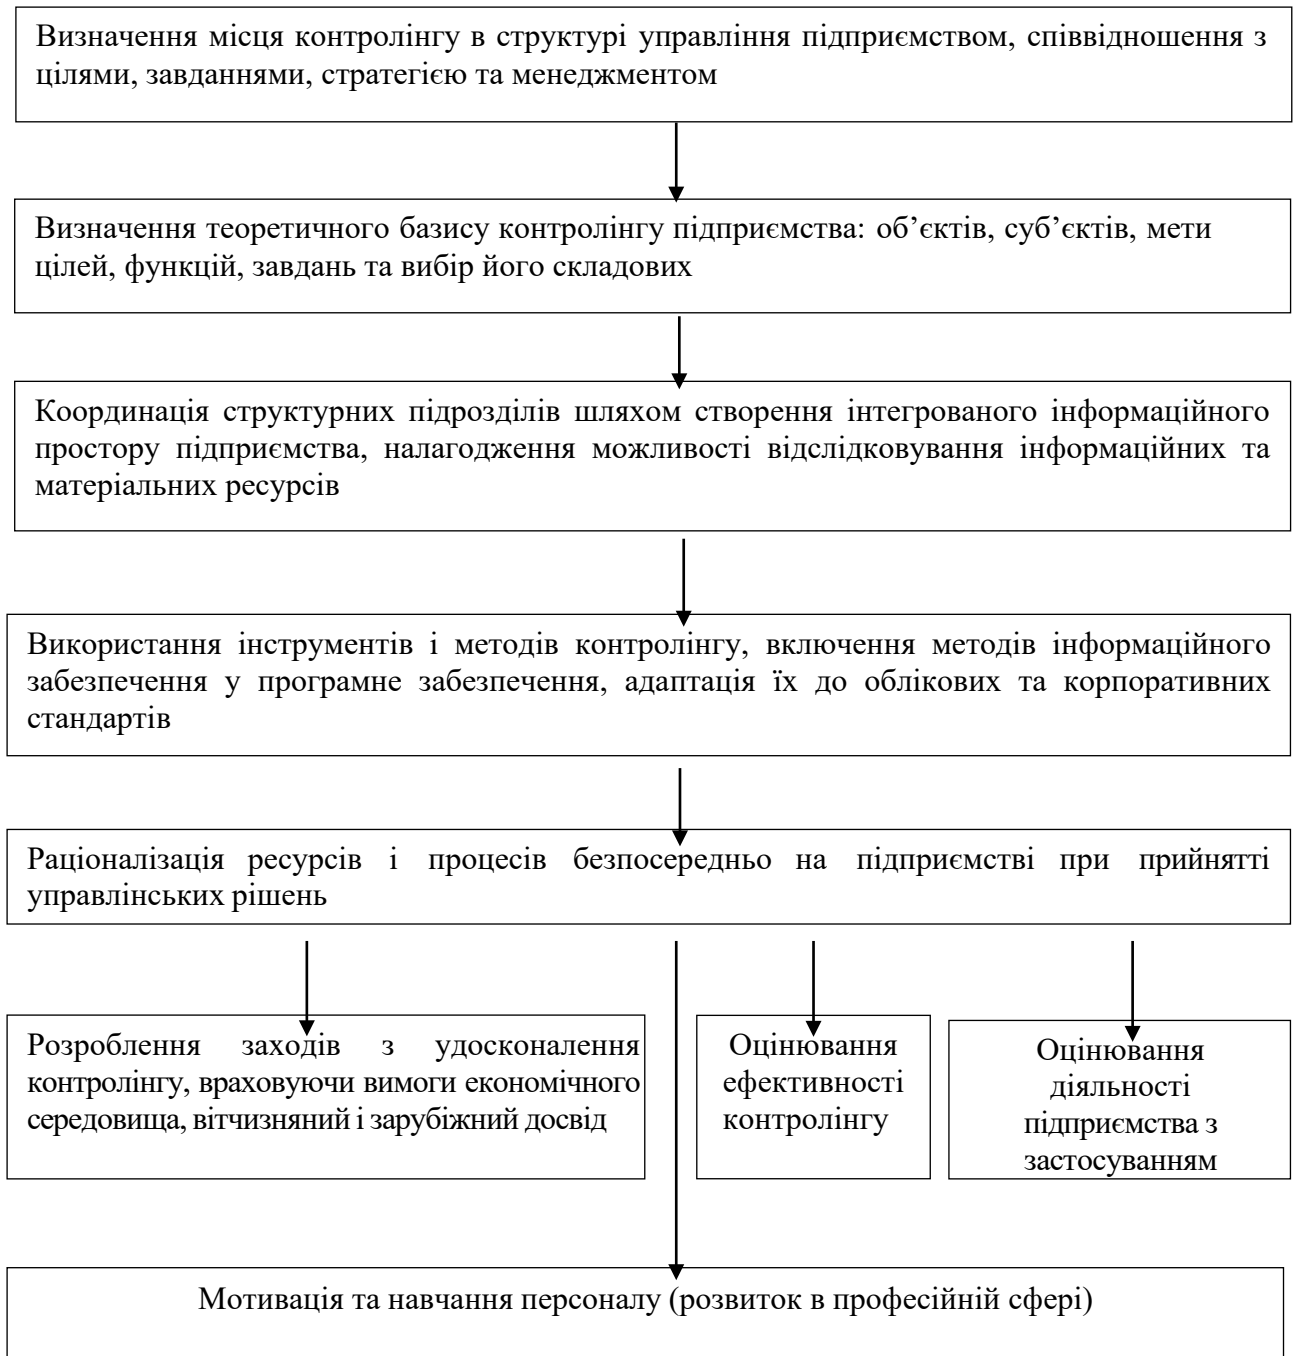 Визначення місця контролінгу в структурі управління підприємством, співвідношення з
цілями, завданнями, стратегією та менеджментом
Визначення теоретичного базису контролінгу підприємства: об’єктів, суб’єктів, мети
цілей, функцій, завдань та вибір його складових
Координація структурних підрозділів шляхом створення інтегрованого інформаційного
простору підприємства, налагодження можливості відслідковування інформаційних та
матеріальних ресурсів
Використання інструментів і методів контролінгу, включення методів інформаційного
забезпечення у програмне забезпечення, адаптація їх до облікових та корпоративних
стандартів
Раціоналізація ресурсів і процесів безпосередньо на підприємстві при прийнятті
управлінських рішень
Розроблення заходів з удосконалення
контролінгу, враховуючи вимоги економічного
середовища, вітчизняний і зарубіжний досвід
Оцінювання
ефективності
контролінгу
Оцінювання
діяльності
підприємства з
застосуванням
Мотивація та навчання персоналу (розвиток в професійній сфері)